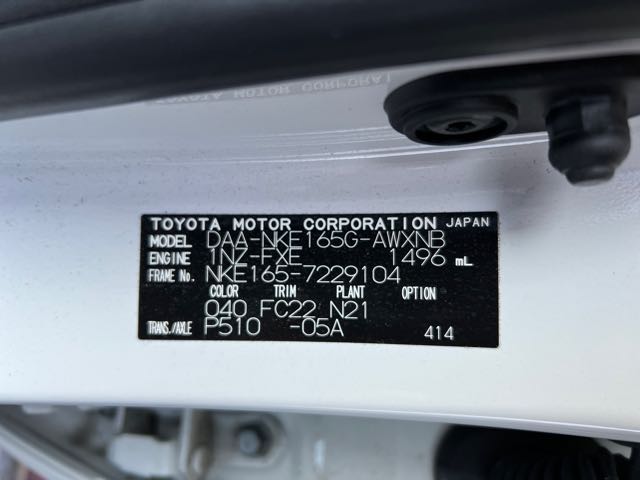 TOYOTA MOTOR CORPORATION JAPAN
MODEL DAA-NKE165G-AWXNB
ENGINE 1NZ-FXE 1496 mL
FRAME No. NKE165-7229104
COLOR TRIM PLANT OPTION
040 FC22 N21
TRANS./AXLE P510 -05A 414